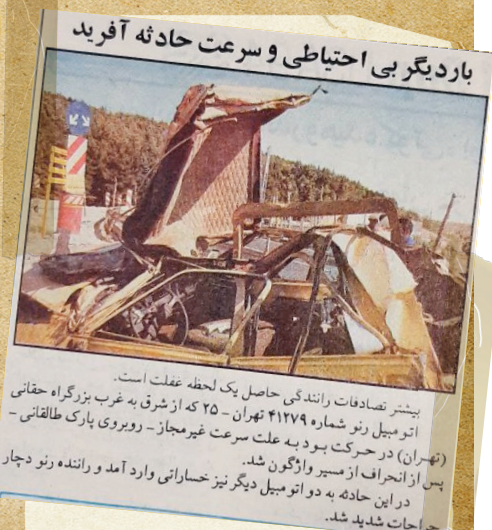 بار دیگر بی احتیاطی و سرعت حادثه آفرید
بیشتر تصادفات رانندگی حاصل یک لحظه غفلت است.
اتومبیل رنو شماره ۴۱۲۷۹ تهران – ۲۵ که از شرق به غرب بزرگراه حقانی
(تهران) در حرکت بود به علت سرعت غیرمجاز – روبروی پارک طالقانی –
پس از انحراف از مسیر واژگون شد.
در این حادثه به دو اتومبیل دیگر نیز خساراتی وارد آمد و راننده رنو دچار
جراحات شدید شد.